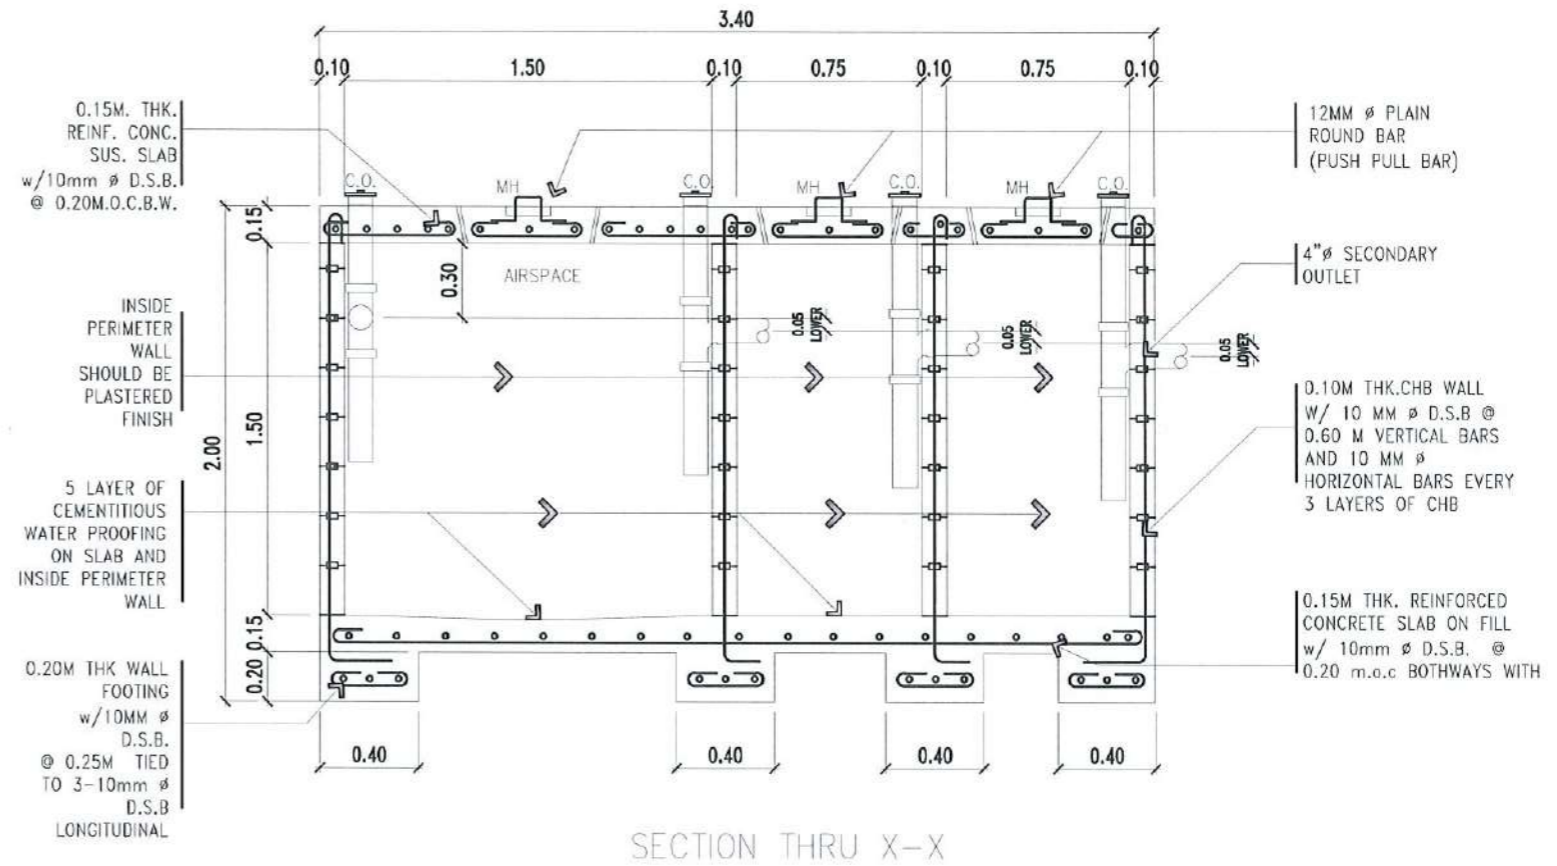 3.40
0.10 1.50 0.10 0.75 0.10 0.75 0.10
0.15M. THK.
REINF. CONC.
SUS. SLAB
w/10mm ø D.S.B.
@ 0.20M.O.C.B.W.
12MM ø PLAIN
ROUND BAR
(PUSH PULL BAR)
C.O. MH C.O. MH C.O. MH C.O.
0.15
0.30
AIRSPACE
4"ø SECONDARY
OUTLET
INSIDE
PERIMETER
WALL
SHOULD BE
PLASTERED
FINISH
0.05
LOWER
0.05
LOWER
0.05
LOWER
2.00
1.50
0.10M THK.CHB WALL
W/ 10 MM ø D.S.B @
0.60 M VERTICAL BARS
AND 10 MM ø
HORIZONTAL BARS EVERY
3 LAYERS OF CHB
5 LAYER OF
CEMENTITIOUS
WATER PROOFING
ON SLAB AND
INSIDE PERIMETER
WALL
0.15
0.20
0.15M THK. REINFORCED
CONCRETE SLAB ON FILL
w/ 10mm ø D.S.B. @
0.20 m.o.c BOTHWAYS WITH
0.20M THK WALL
FOOTING
w/10MM ø
D.S.B.
@ 0.25M TIED
TO 3-10mm ø
D.S.B
LONGITUDINAL
0.40 0.40 0.40 0.40
SECTION THRU X-X